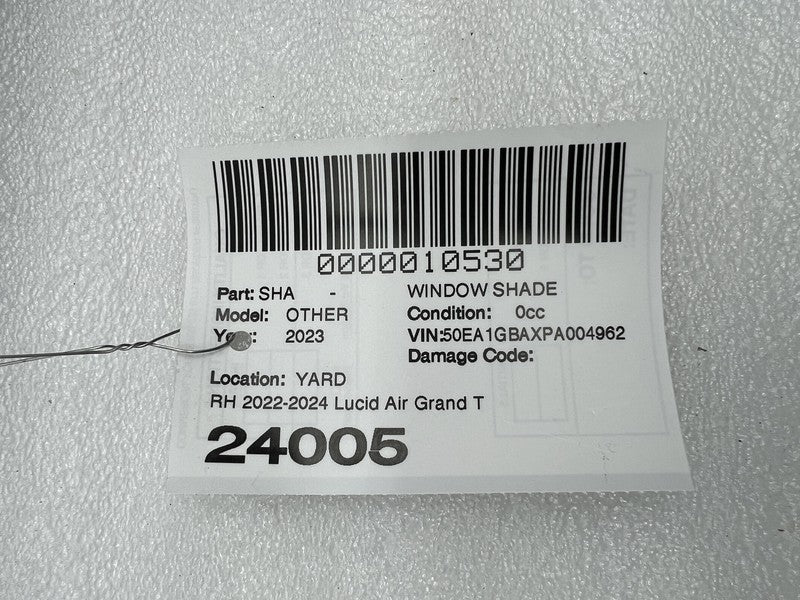 0000010530
Part: SHA - WINDOW SHADE
Model: OTHER Condition: 0cc
Year: 2023 VIN:50EA1GBAXPA004962
Damage Code:
Location: YARD
RH 2022-2024 Lucid Air Grand T
24005